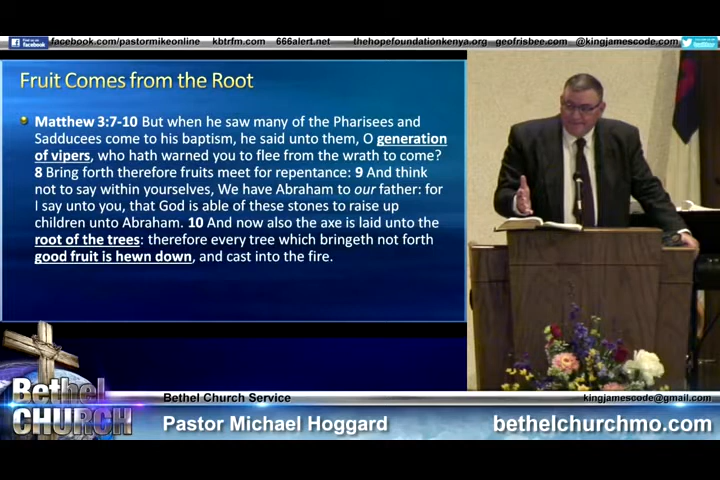 Find us on facebook
facebook.com/pastormikeonline kbtrfm.com 666alert.net thehopefoundationkenya.org geofrisbee.com @kingjamescode.com twitter
Fruit Comes from the Root
Matthew 3:7-10 But when he saw many of the Pharisees and
Sadducees come to his baptism, he said unto them, O generation
of vipers, who hath warned you to flee from the wrath to come?
8 Bring forth therefore fruits meet for repentance: 9 And think
not to say within yourselves, We have Abraham to our father: for
I say unto you, that God is able of these stones to raise up
children unto Abraham. 10 And now also the axe is laid unto the
root of the trees: therefore every tree which bringeth not forth
good fruit is hewn down, and cast into the fire.
Bethel
CHURCH
Bethel Church Service
kingjamescode@gmail.com
Pastor Michael Hoggard
bethelchurchmo.com